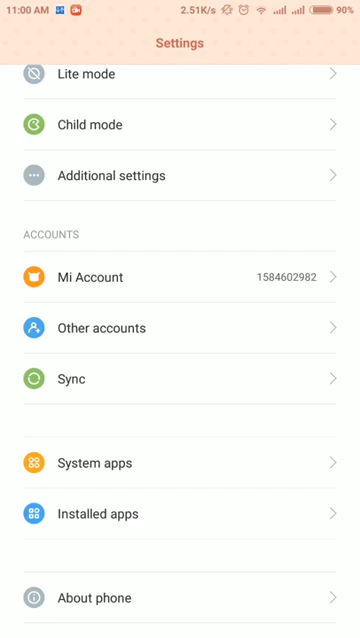 11:00 AM 2.51K/s 90%
Settings
Lite mode
Child mode
Additional settings
ACCOUNTS
Mi Account 1584602982
Other accounts
Sync
System apps
Installed apps
About phone